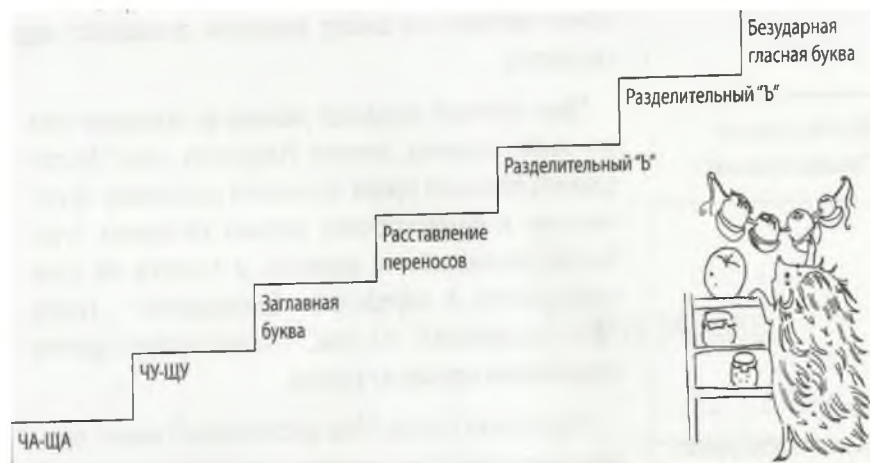 Безударная
гласная буква
Разделительный "Ъ"
Разделительный "Ь"
Расставление
переносов
Заглавная
буква
ЧУ-ЩУ
ЧА-ЩА